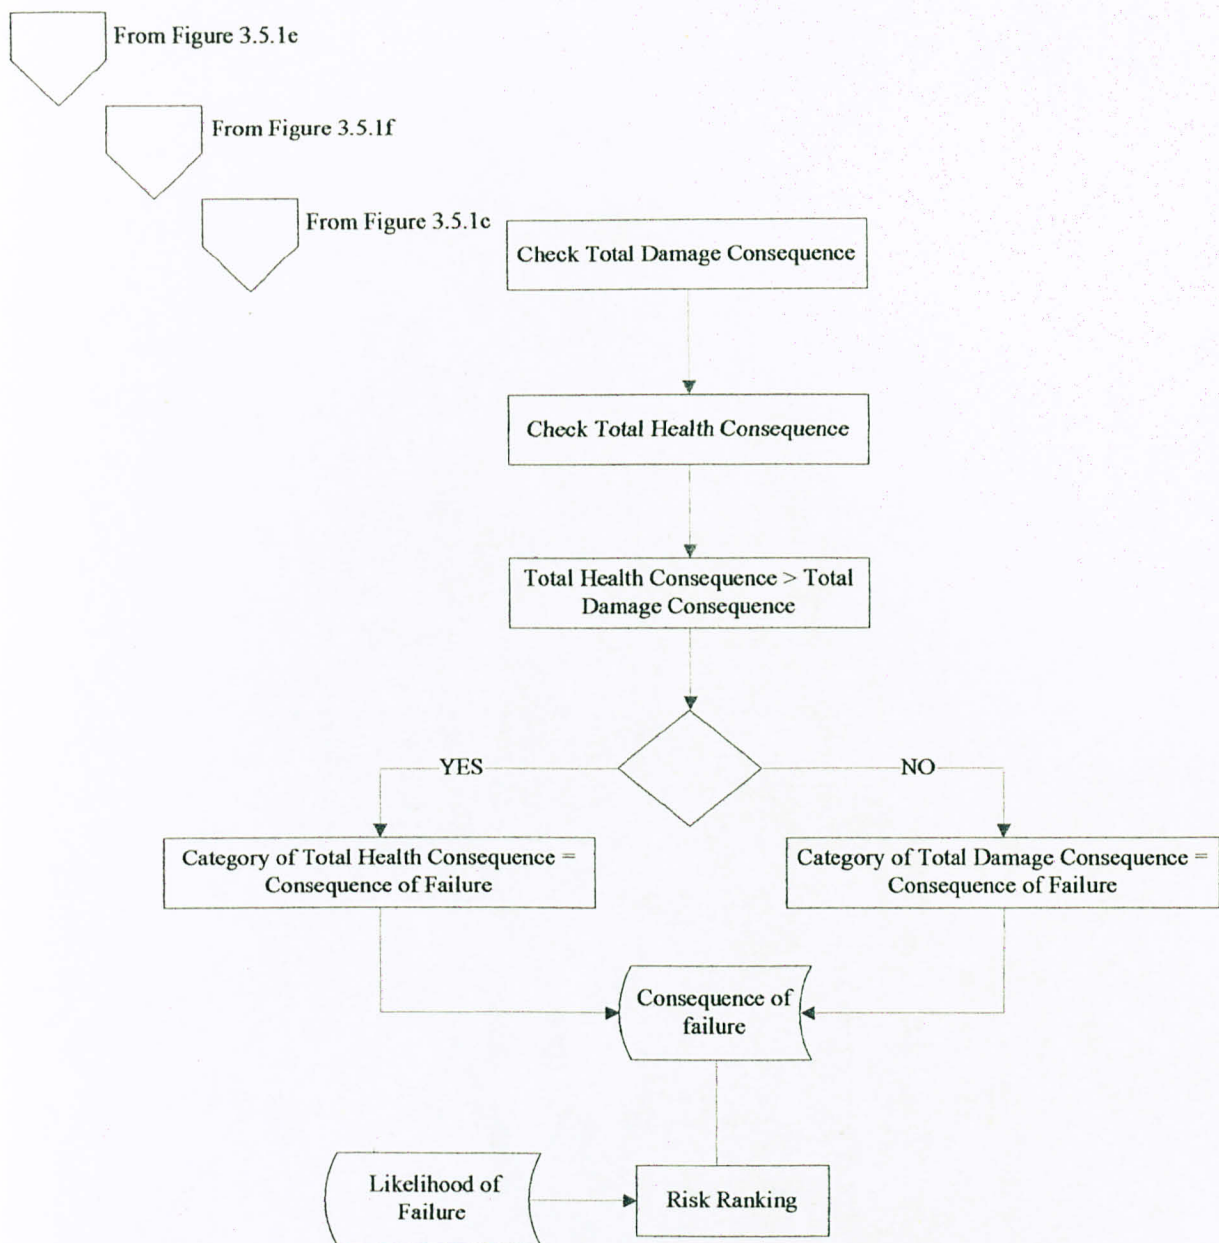 From Figure 3.5.1e
From Figure 3.5.1f
From Figure 3.5.1c
Check Total Damage Consequence
Check Total Health Consequence
Total Health Consequence > Total
Damage Consequence
YES
NO
Category of Total Health Consequence =
Consequence of Failure
Category of Total Damage Consequence =
Consequence of Failure
Consequence of
failure
Likelihood of
Failure
Risk Ranking